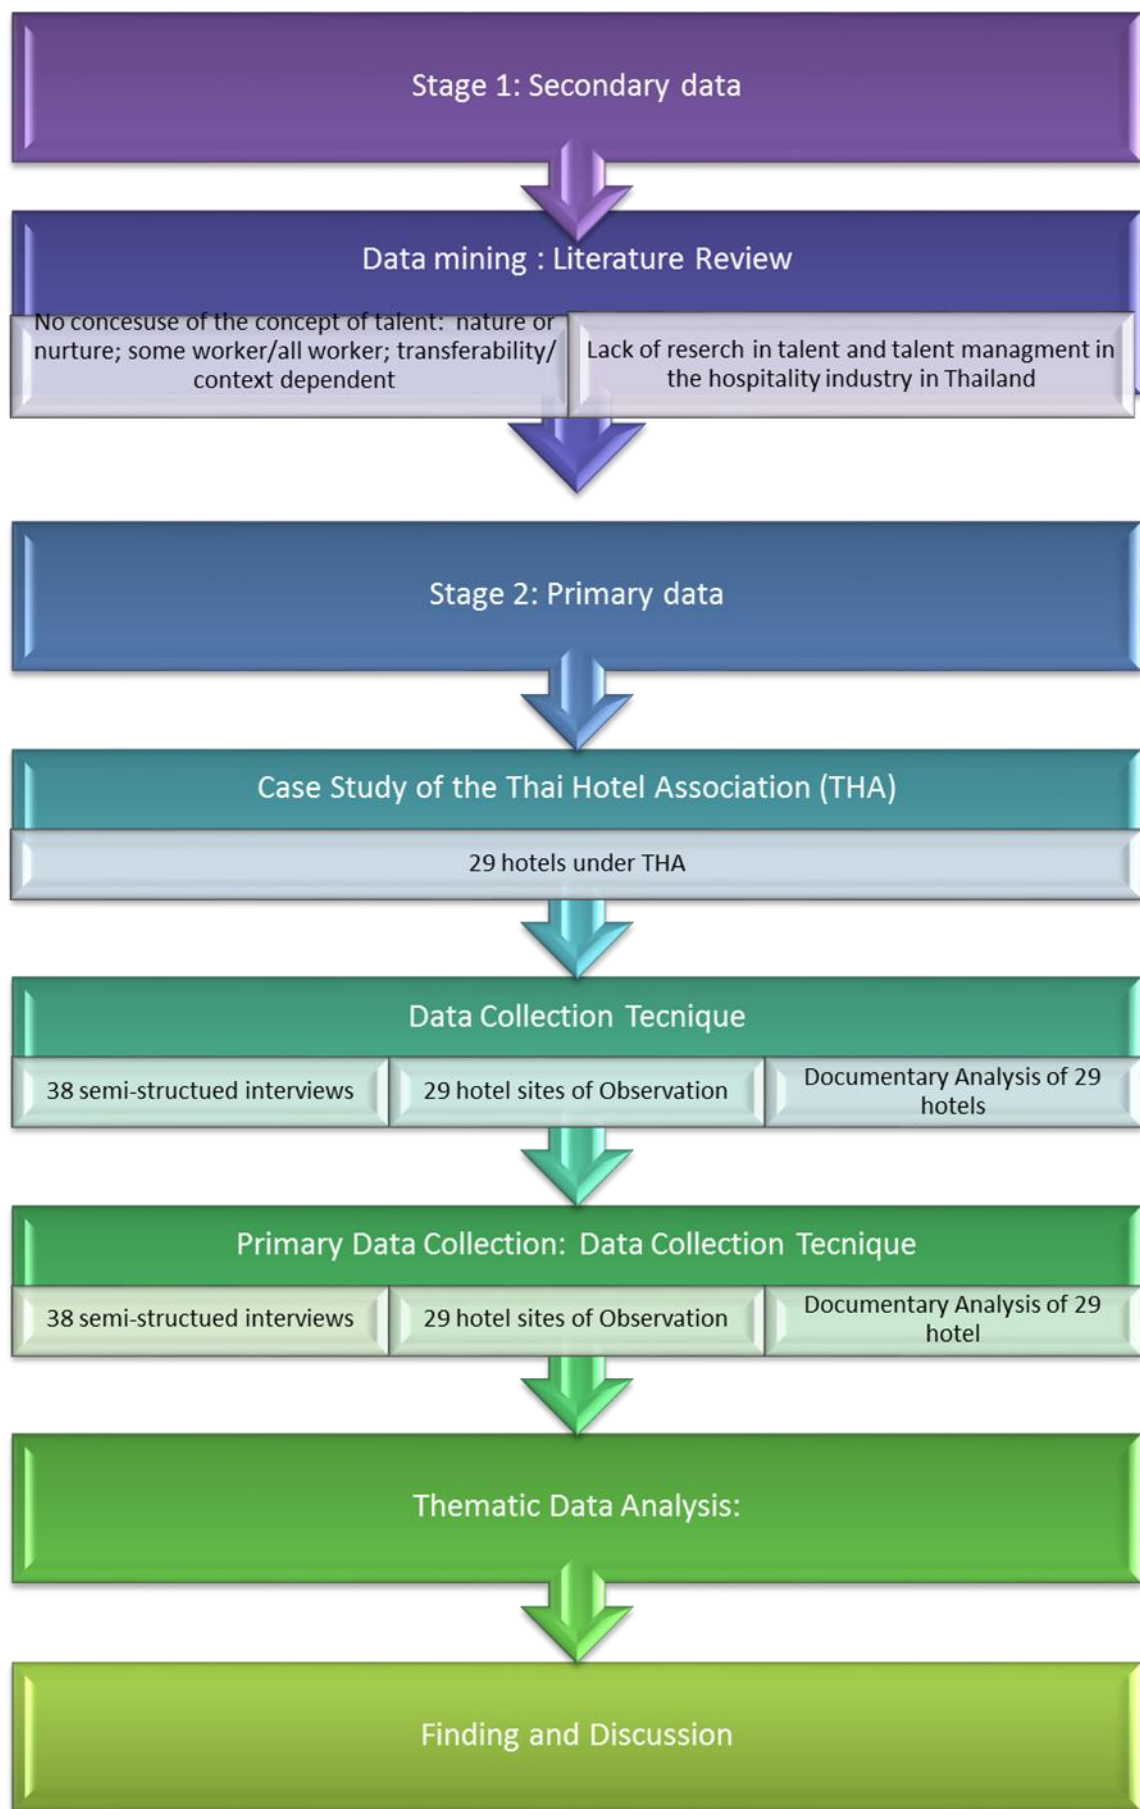 Stage 1: Secondary data
Data mining : Literature Review
No concesuse of the concept of talent:  nature or
nurture; some worker/all worker; transferability/
context dependent
Lack of reserch in talent and talent managment in
the hospitality industry in Thailand
Stage 2: Primary data
Case Study of the Thai Hotel Association (THA)
29 hotels under THA
Data Collection Tecnique
38 semi-structued interviews
29 hotel sites of Observation
Documentary Analysis of 29
hotels
Primary Data Collection: Data Collection Tecnique
38 semi-structued interviews
29 hotel sites of Observation
Documentary Analysis of 29
hotel
Thematic Data Analysis:
Finding and Discussion